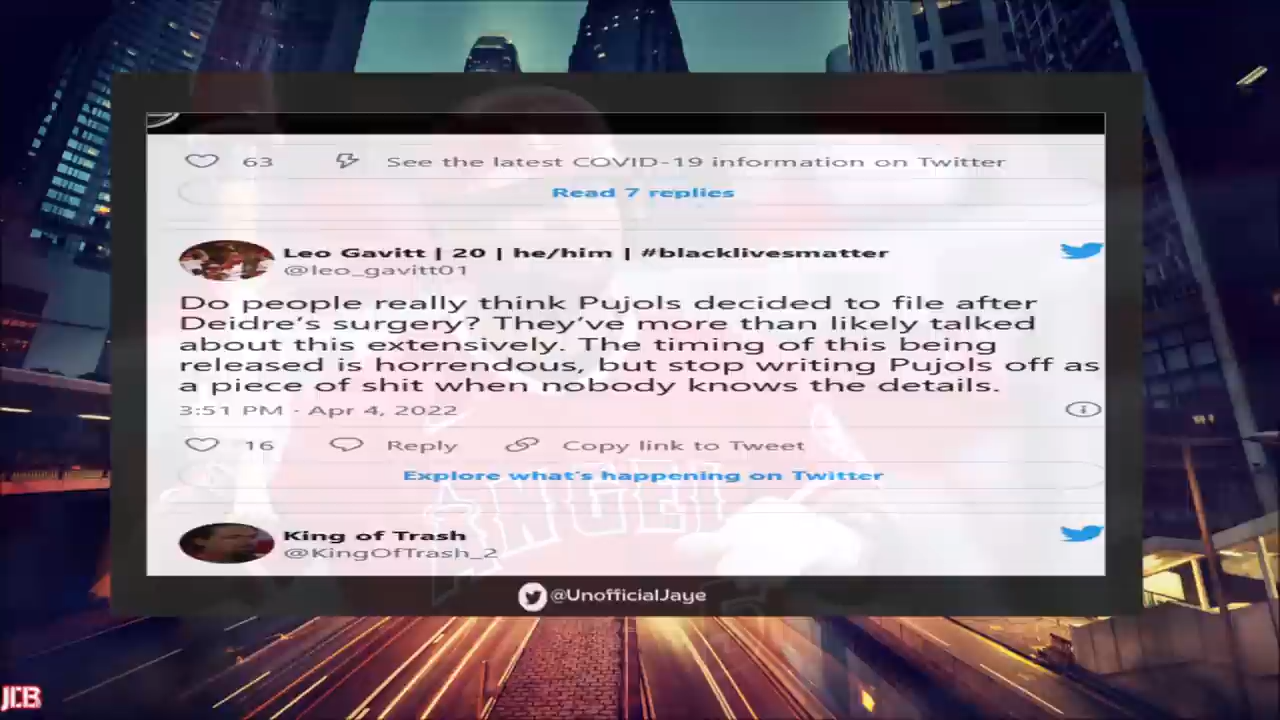 63 See the latest COVID-19 information on Twitter
Read 7 replies
Leo Gavitt | 20 | he/him | #blacklivesmatter
@leo_gavitt01
Do people really think Pujols decided to file after
Deidre's surgery? They've more than likely talked
about this extensively. The timing of this being
released is horrendous, but stop writing Pujols off as
a piece of shit when nobody knows the details.
3:51 PM · Apr 4, 2022
16 Reply Copy link to Tweet
Explore what's happening on Twitter
ANGEL
King of Trash
@KingOfTrash_2
@UnofficialJaye
JCB